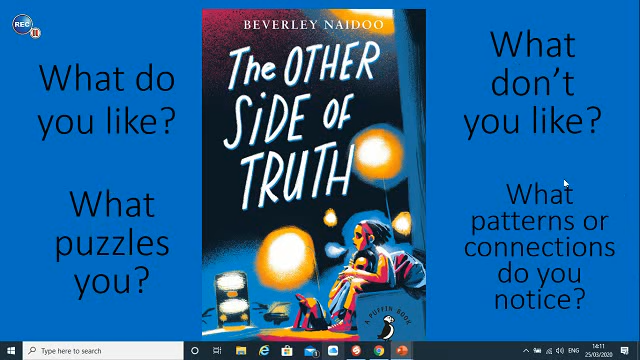 REC
What do
you like?
What
puzzles
you?
BEVERLEY NAIDOO
The OTHER
SiDE OF
TRUTH
A PUFFIN BOOK
What
don't
you like?
What
patterns or
connections
do you
notice?
Type here to search
ENG
14:11
25/03/2020